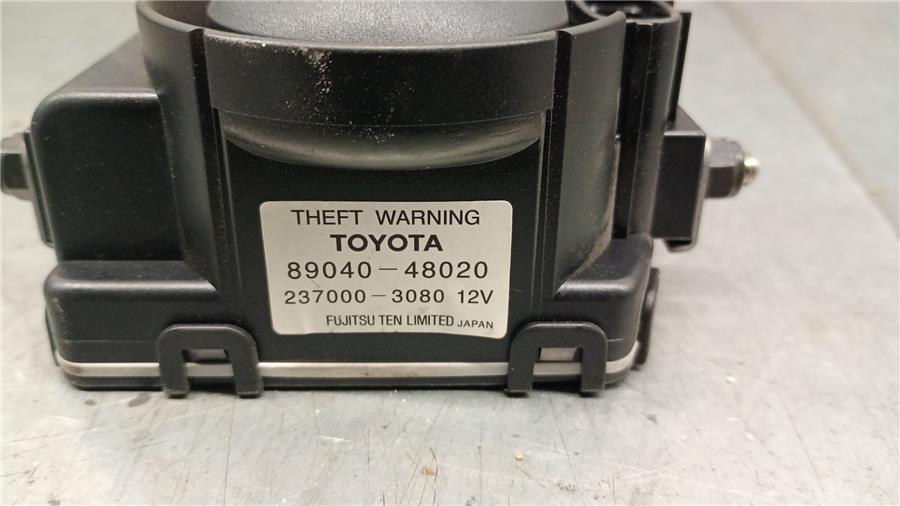 THEFT WARNING
TOYOTA
89040-48020
237000-3080 12V
FUJITSU TEN LIMITED JAPAN